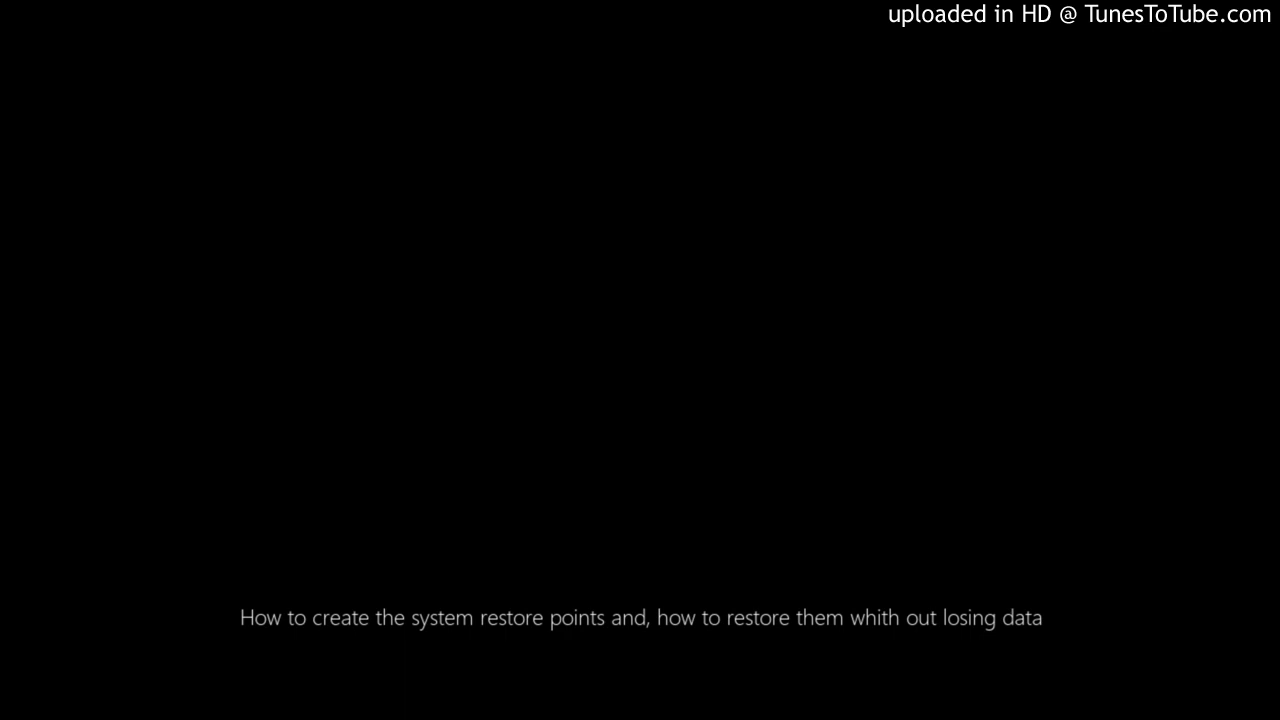 uploaded in HD @ TunesToTube.com
How to create the system restore points and, how to restore them whith out losing data